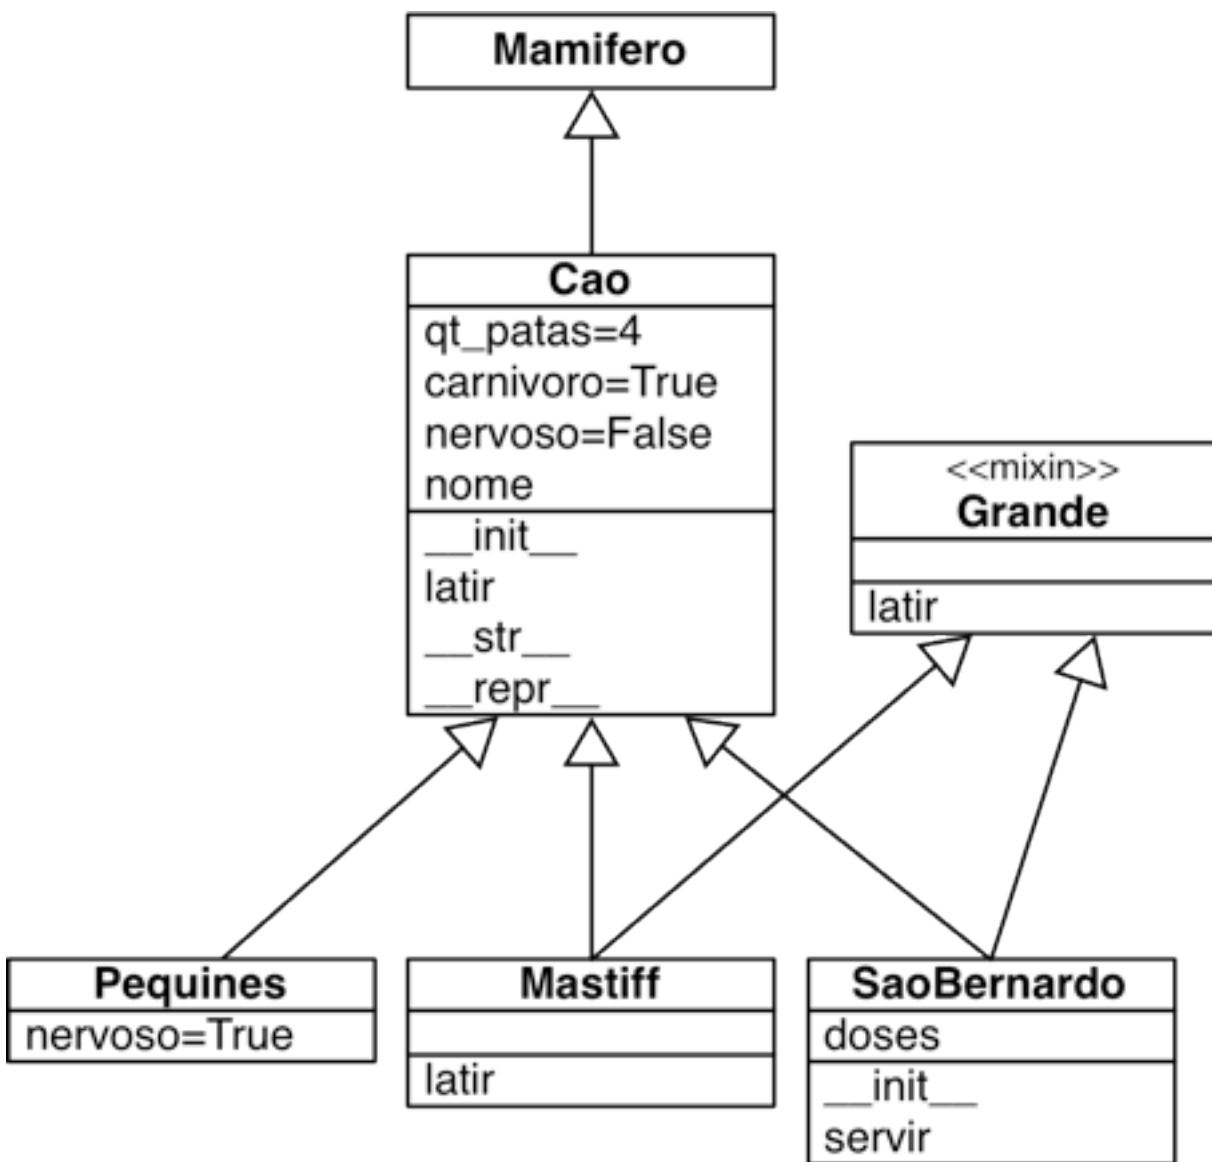 Mamifero
Cao
qt_patas=4
carnivoro=True
nervoso=False
nome
__init__
latir
__str__
__repr__
<<mixin>>
Grande
latir
Pequines
nervoso=True
Mastiff
latir
SaoBernardo
doses
__init__
servir